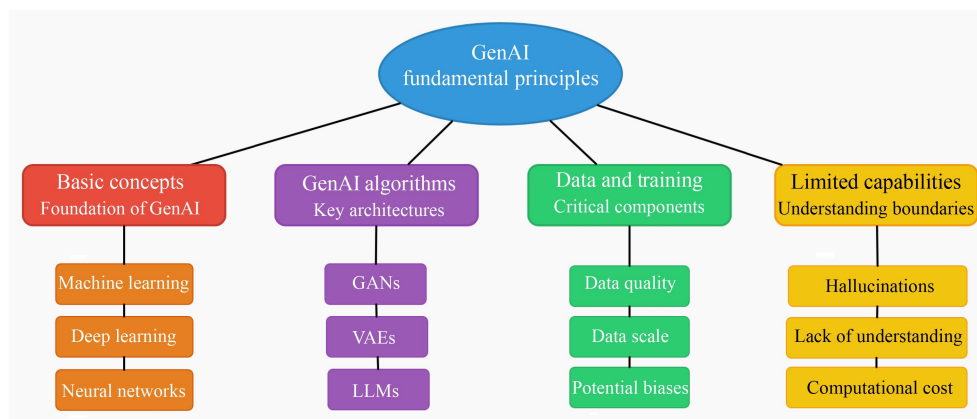 GenAI
fundamental principles
Basic concepts
Foundation of GenAI
GenAI algorithms
Key architectures
Data and training
Critical components
Limited capabilities
Understanding boundaries
Machine learning
GANs
Data quality
Hallucinations
Deep learning
VAEs
Data scale
Lack of understanding
Neural networks
LLMs
Potential biases
Computational cost